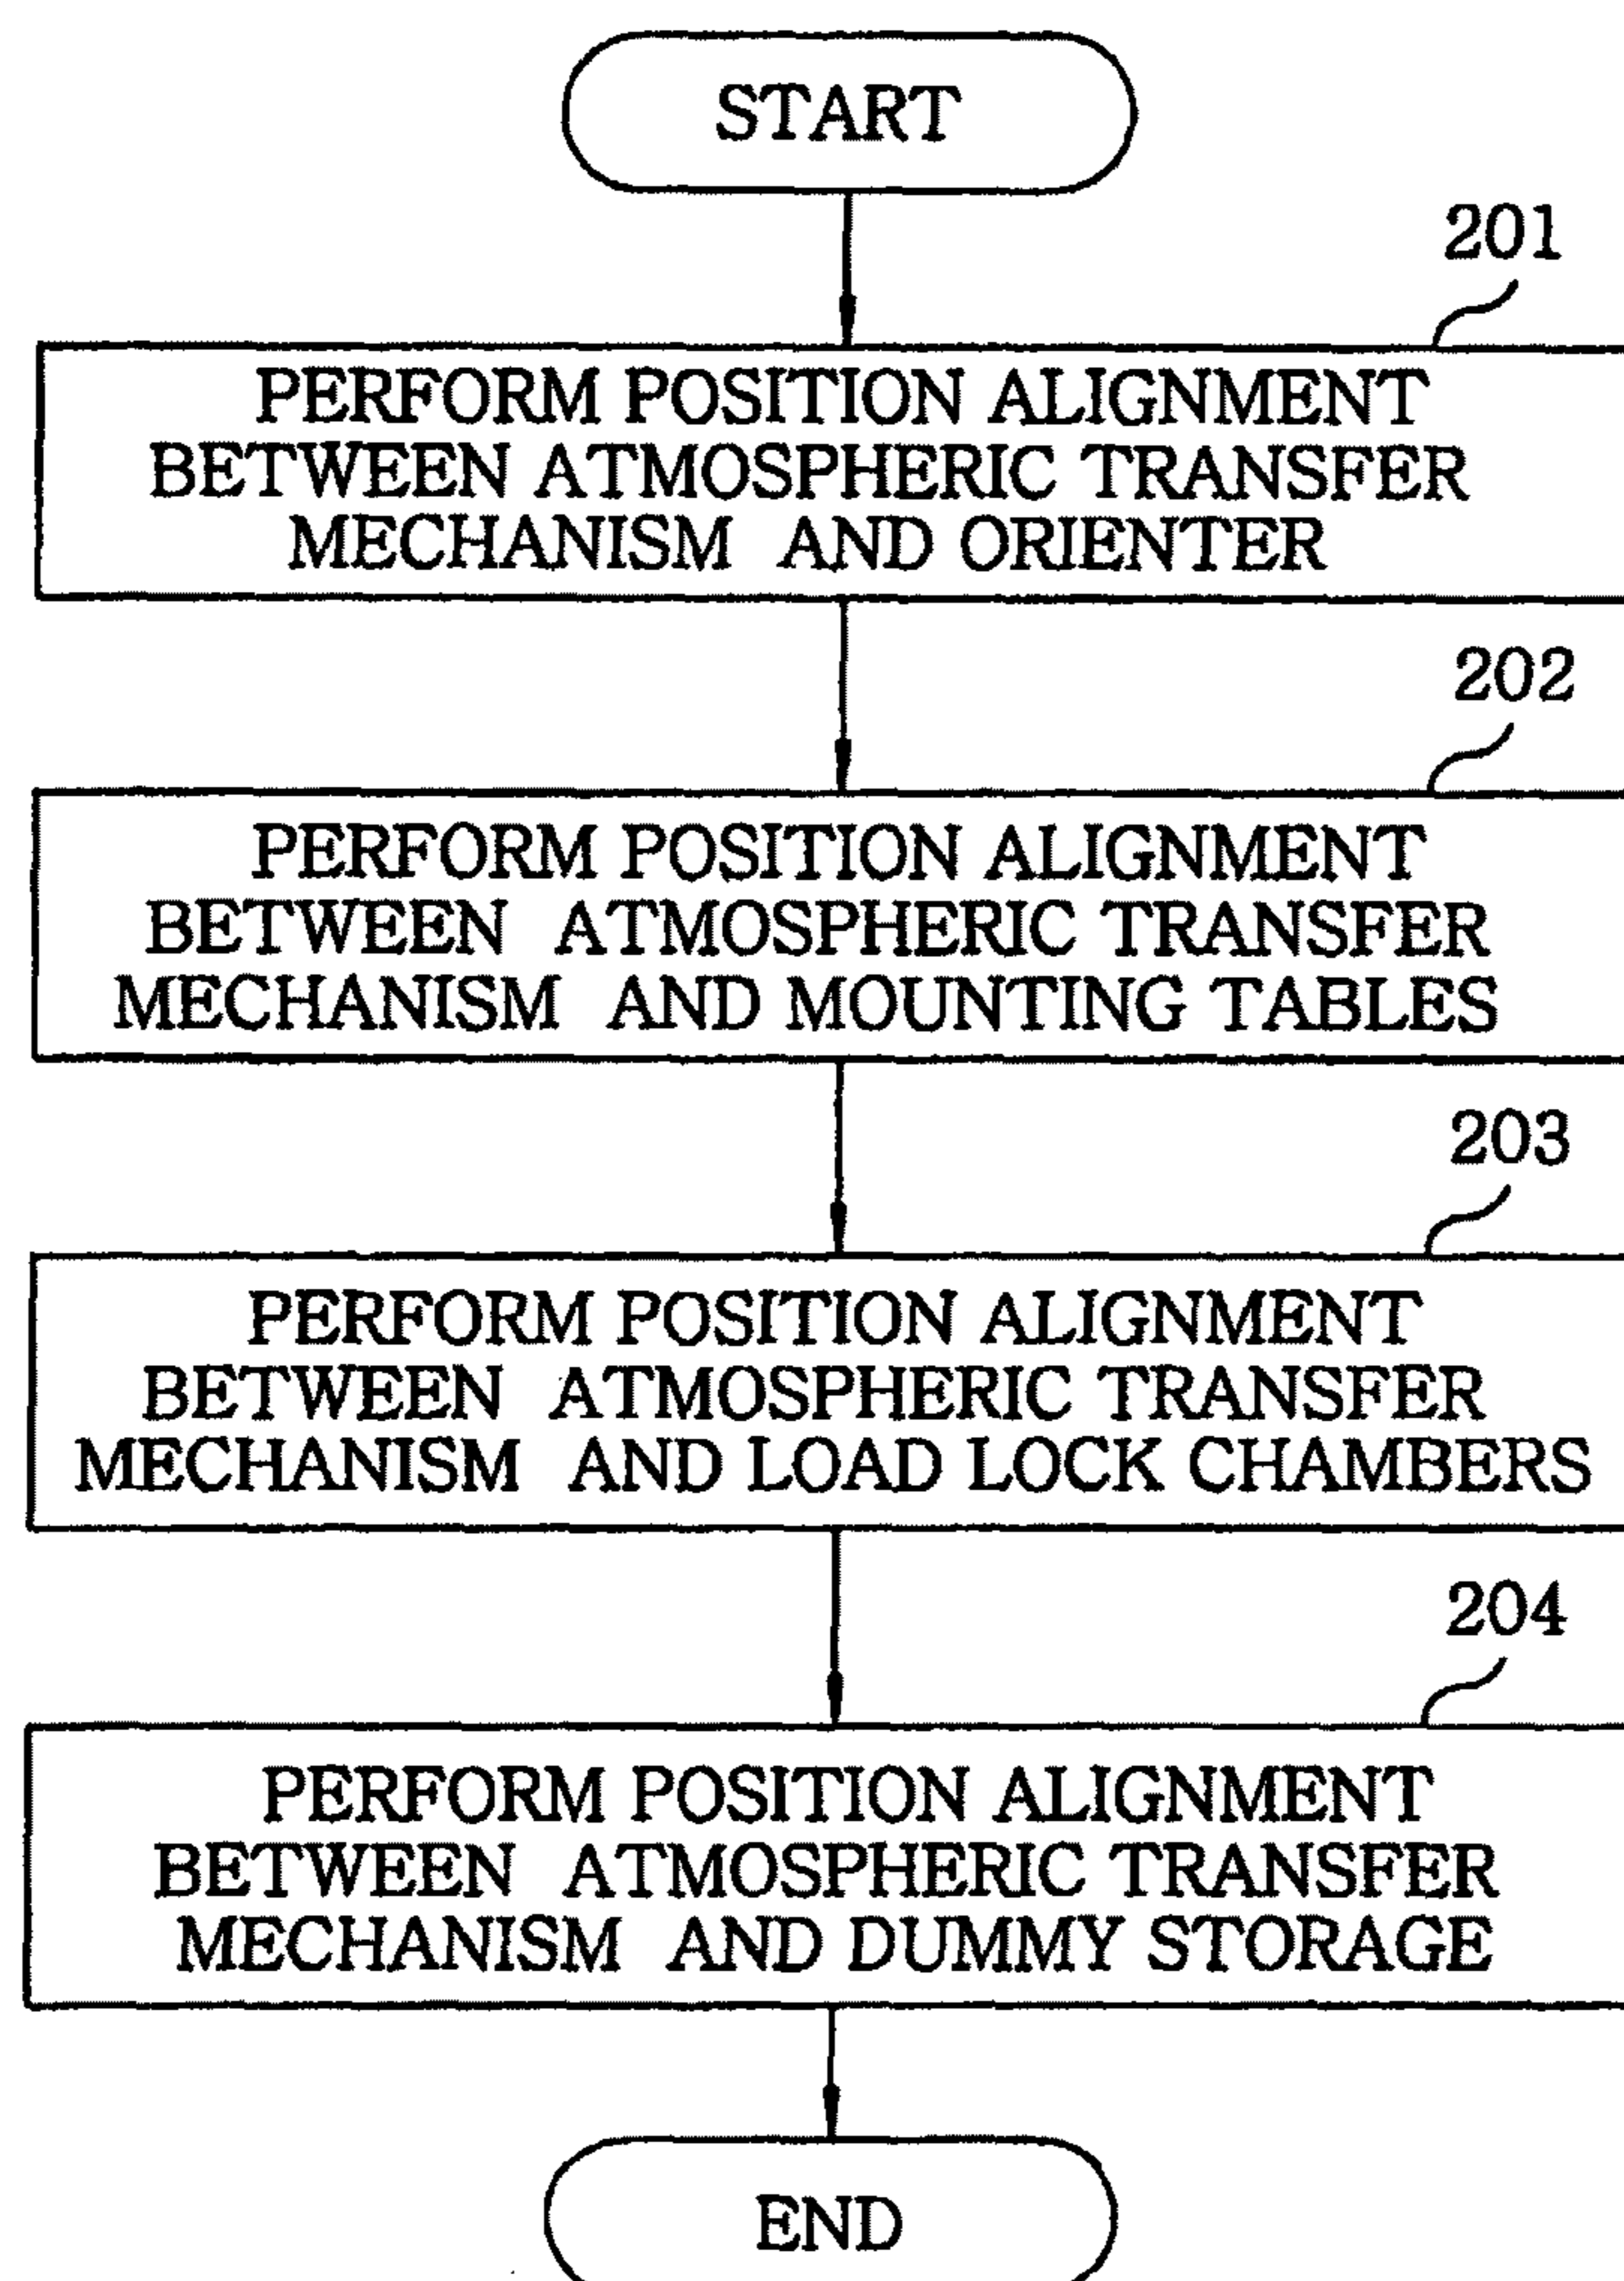 START
201
PERFORM POSITION ALIGNMENT
BETWEEN ATMOSPHERIC TRANSFER
MECHANISM AND ORIENTER
202
PERFORM POSITION ALIGNMENT
BETWEEN ATMOSPHERIC TRANSFER
MECHANISM AND MOUNTING TABLES
203
PERFORM POSITION ALIGNMENT
BETWEEN ATMOSPHERIC TRANSFER
MECHANISM AND LOAD LOCK CHAMBERS
204
PERFORM POSITION ALIGNMENT
BETWEEN ATMOSPHERIC TRANSFER
MECHANISM AND DUMMY STORAGE
END